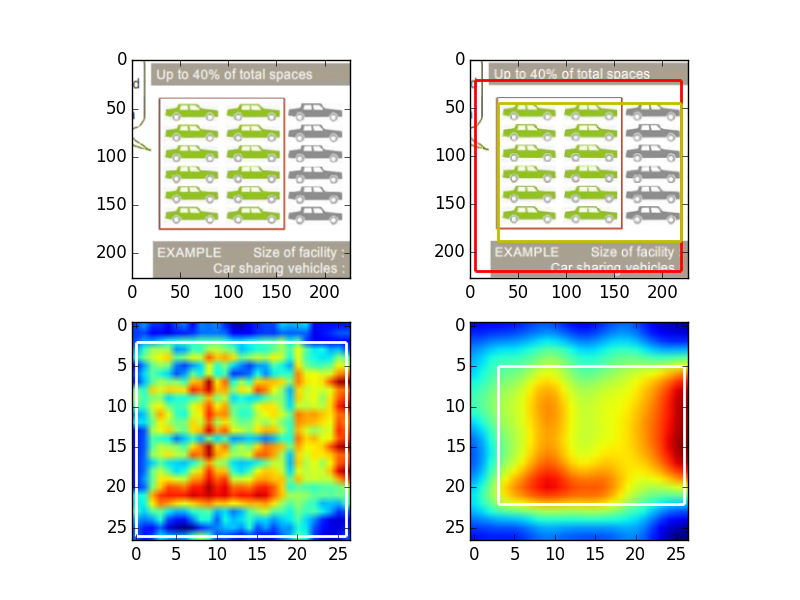 0
50
100
150
200
0 50 100 150 200
d
n
Up to 40% of total spaces
EXAMPLE Size of facility :
Car sharing vehicles :
0
50
100
150
200
0 50 100 150 200
Up to 40% of total spaces
EXAMPLE Size of facility
Car sharing vehicles
0
5
10
15
20
25
0 5 10 15 20 25
0
5
10
15
20
25
0 5 10 15 20 25